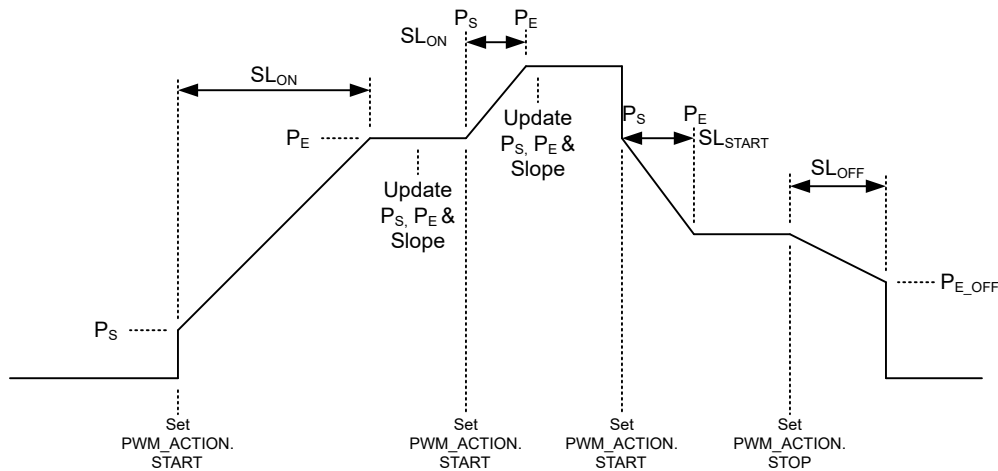 P_S P_E
SL_ON
SL_ON
P_E
Update
P_S, P_E &
Slope
Update
P_S, P_E &
Slope
P_S P_E
SL_START
SL_OFF
P_E_OFF
P_S
Set
PWM_ACTION.
START
Set
PWM_ACTION.
START
Set
PWM_ACTION.
START
Set
PWM_ACTION.
STOP